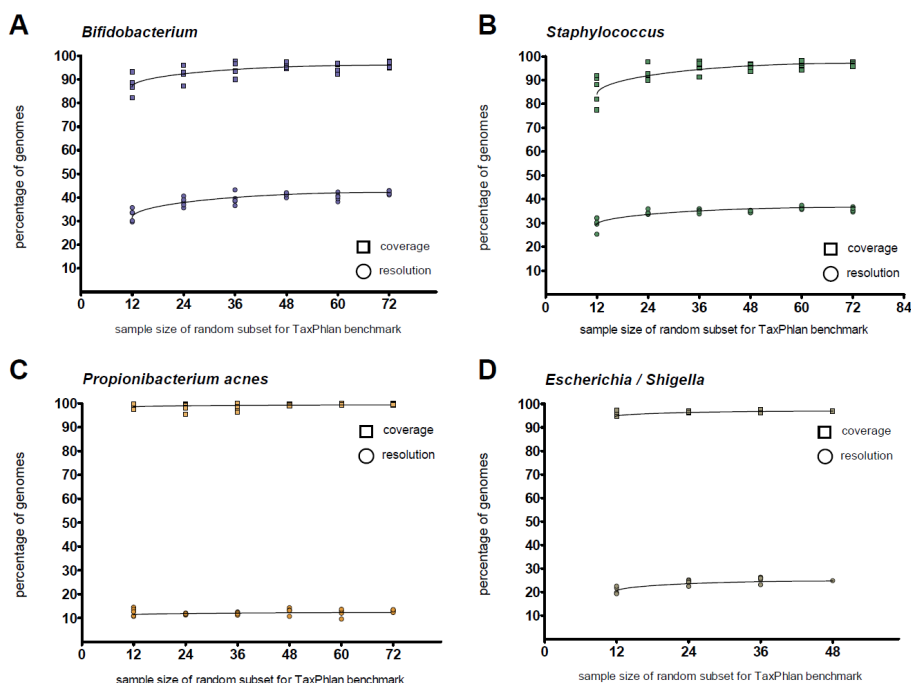 A
Bifidobacterium
100
90
80
70
60
50
40
30
20
10
percentage of genomes
coverage
resolution
0 12 24 36 48 60 72
sample size of random subset for TaxPhlan benchmark
B
Staphylococcus
100
90
80
70
60
50
40
30
20
10
percentage of genomes
coverage
resolution
0 12 24 36 48 60 72 84
sample size of random subset for TaxPhlan benchmark
C
Propionibacterium acnes
100
90
80
70
60
50
40
30
20
10
percentage of genomes
coverage
resolution
0 12 24 36 48 60 72
sample size of random subset for TaxPhlan benchmark
D
Escherichia / Shigella
100
90
80
70
60
50
40
30
20
10
percentage of genomes
coverage
resolution
0 12 24 36 48
sample size of random subset for TaxPhlan benchmark